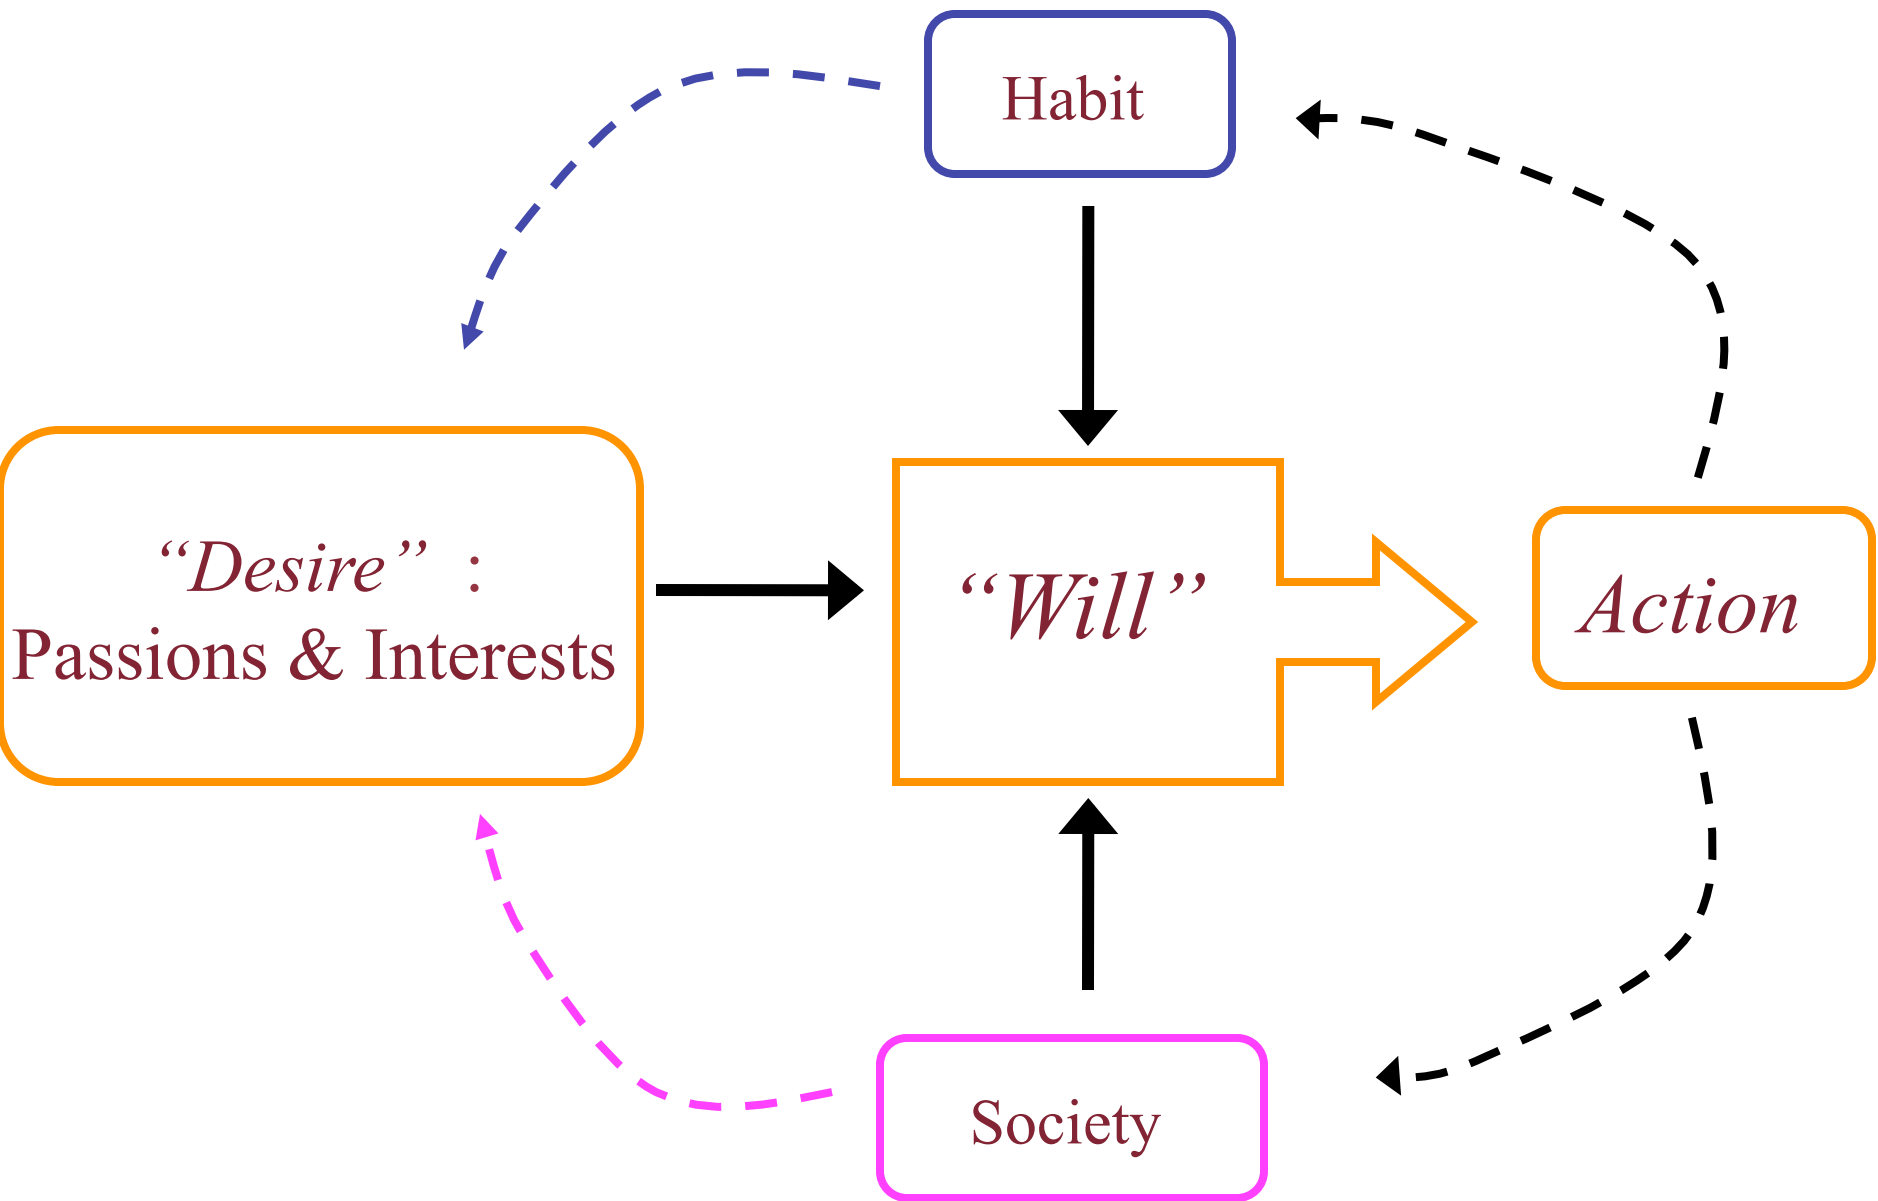 Habit
“Desire” :
Passions & Interests
“Will”
Action
Society